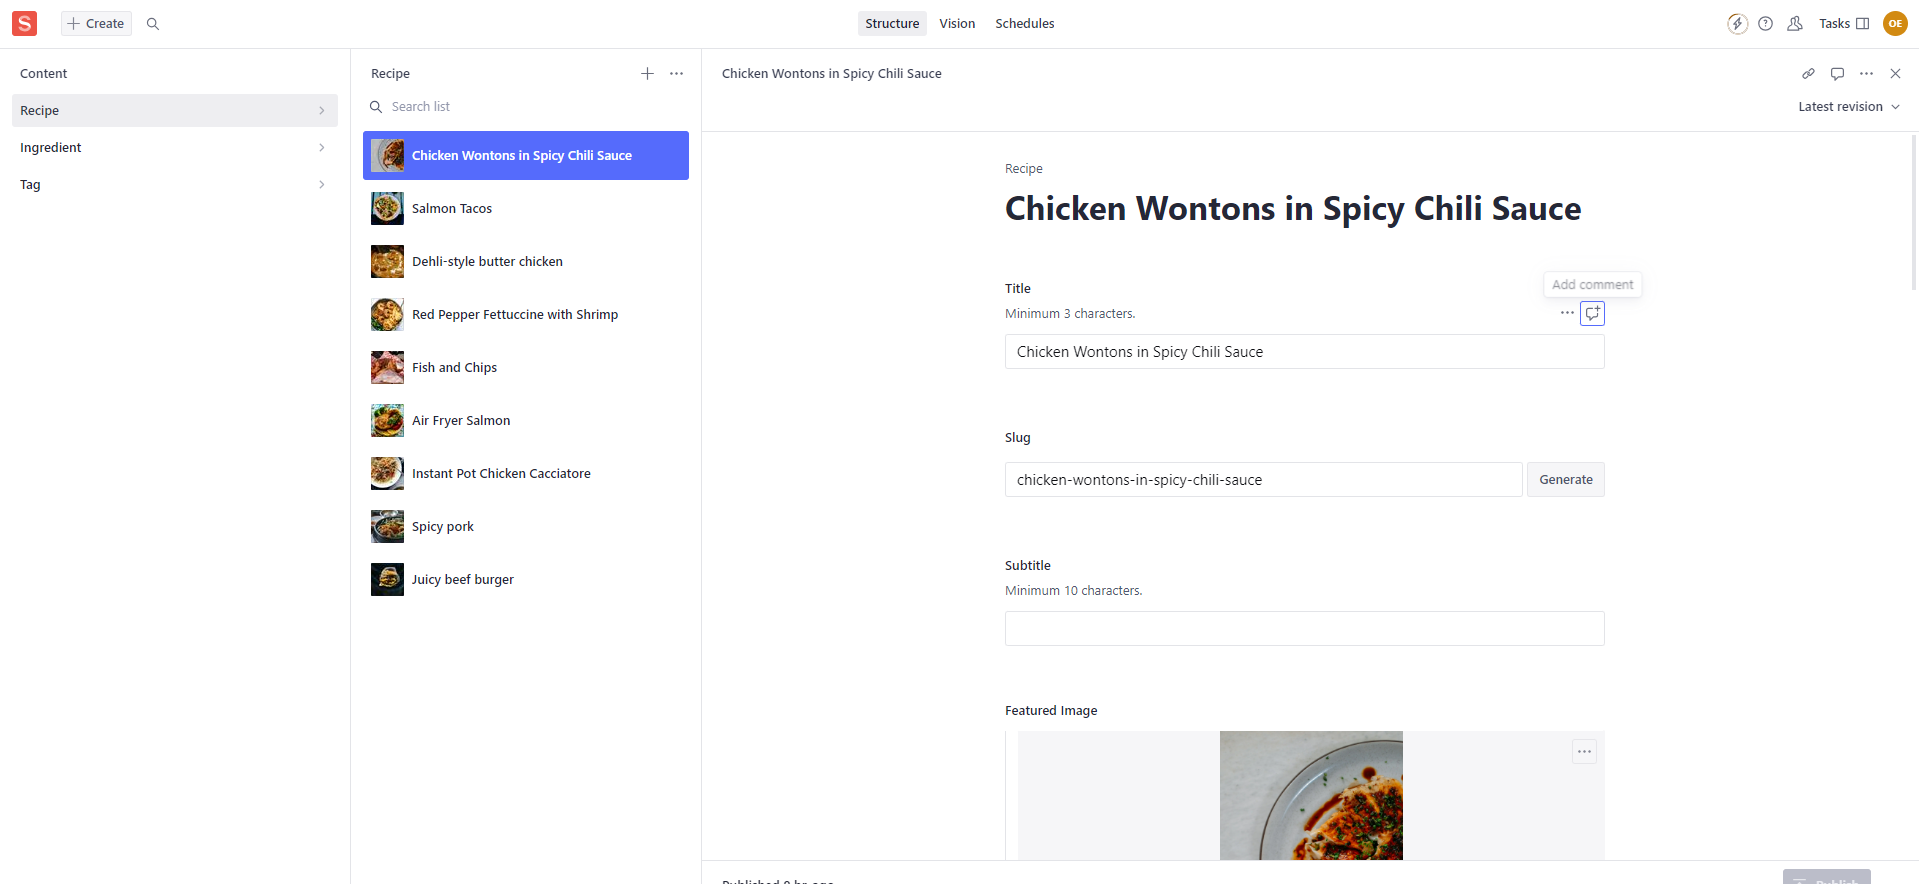 S
Create
Structure
Vision
Schedules
Tasks
OE
Content
Recipe
Ingredient
Tag
Recipe
Search list
Chicken Wontons in Spicy Chili Sauce
Salmon Tacos
Dehli-style butter chicken
Red Pepper Fettuccine with Shrimp
Fish and Chips
Air Fryer Salmon
Instant Pot Chicken Cacciatore
Spicy pork
Juicy beef burger
Chicken Wontons in Spicy Chili Sauce
Latest revision
Recipe
Chicken Wontons in Spicy Chili Sauce
Title
Add comment
Minimum 3 characters.
Chicken Wontons in Spicy Chili Sauce
Slug
chicken-wontons-in-spicy-chili-sauce
Generate
Subtitle
Minimum 10 characters.
Featured Image
Publish